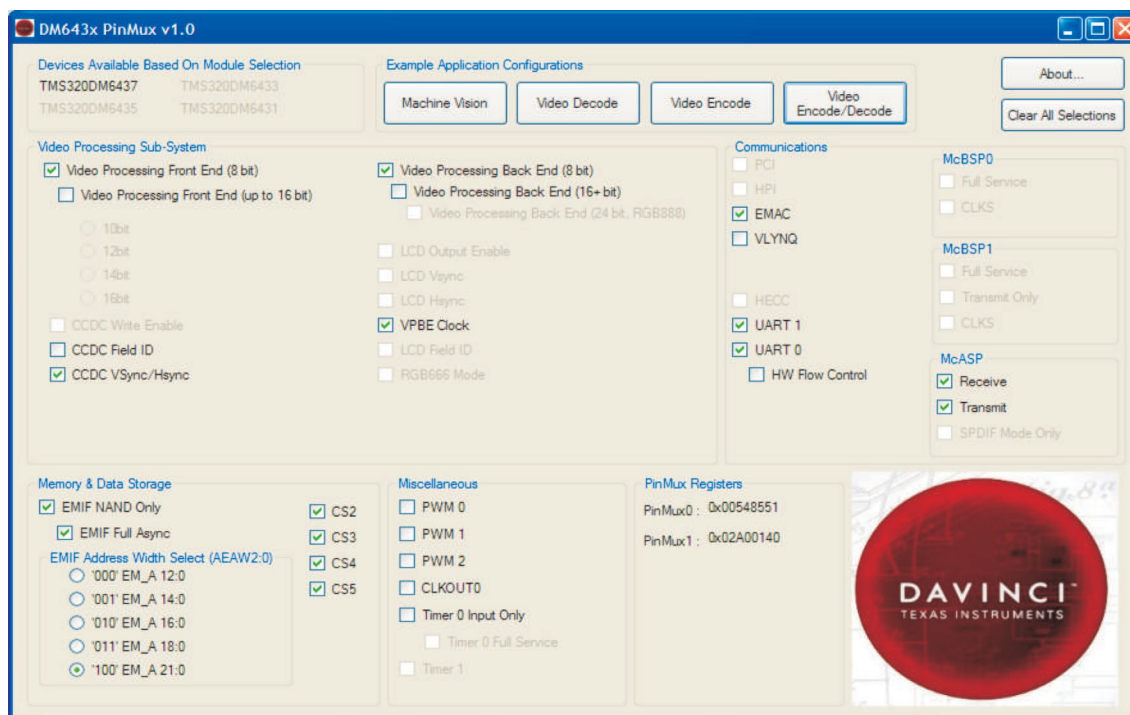 DM643x PinMux v1.0
Devices Available Based On Module Selection
TMS320DM6437 TMS320DM6433
TMS320DM6435 TMS320DM6431
Example Application Configurations
Machine Vision
Video Decode
Video Encode
Video
Encode/Decode
About...
Clear All Selections
Video Processing Sub-System
Video Processing Front End (8 bit)
Video Processing Front End (up to 16 bit)
10bit
12bit
14bit
16bit
CCDC Write Enable
CCDC Field ID
CCDC VSync/Hsync
Video Processing Back End (8 bit)
Video Processing Back End (16+ bit)
Video Processing Back End (24 bit, RGB888)
LCD Output Enable
LCD Vsync
LCD Hsync
VPBE Clock
LCD Field ID
RGB666 Mode
Communications
PCI
HPI
EMAC
VLYNQ
HECC
UART 1
UART 0
HW Flow Control
McBSP0
Full Service
CLKS
McBSP1
Full Service
Transmit Only
CLKS
McASP
Receive
Transmit
SPDIF Mode Only
Memory & Data Storage
EMIF NAND Only
EMIF Full Async
EMIF Address Width Select (AEAW2:0)
'000' EM_A 12:0
'001' EM_A 14:0
'010' EM_A 16:0
'011' EM_A 18:0
'100' EM_A 21:0
CS2
CS3
CS4
CS5
Miscellaneous
PWM 0
PWM 1
PWM 2
CLKOUT0
Timer 0 Input Only
Timer 0 Full Service
Timer 1
PinMux Registers
PinMux0 : 0x00548551
PinMux1 : 0x02A00140
DAVINCI™
TEXAS INSTRUMENTS